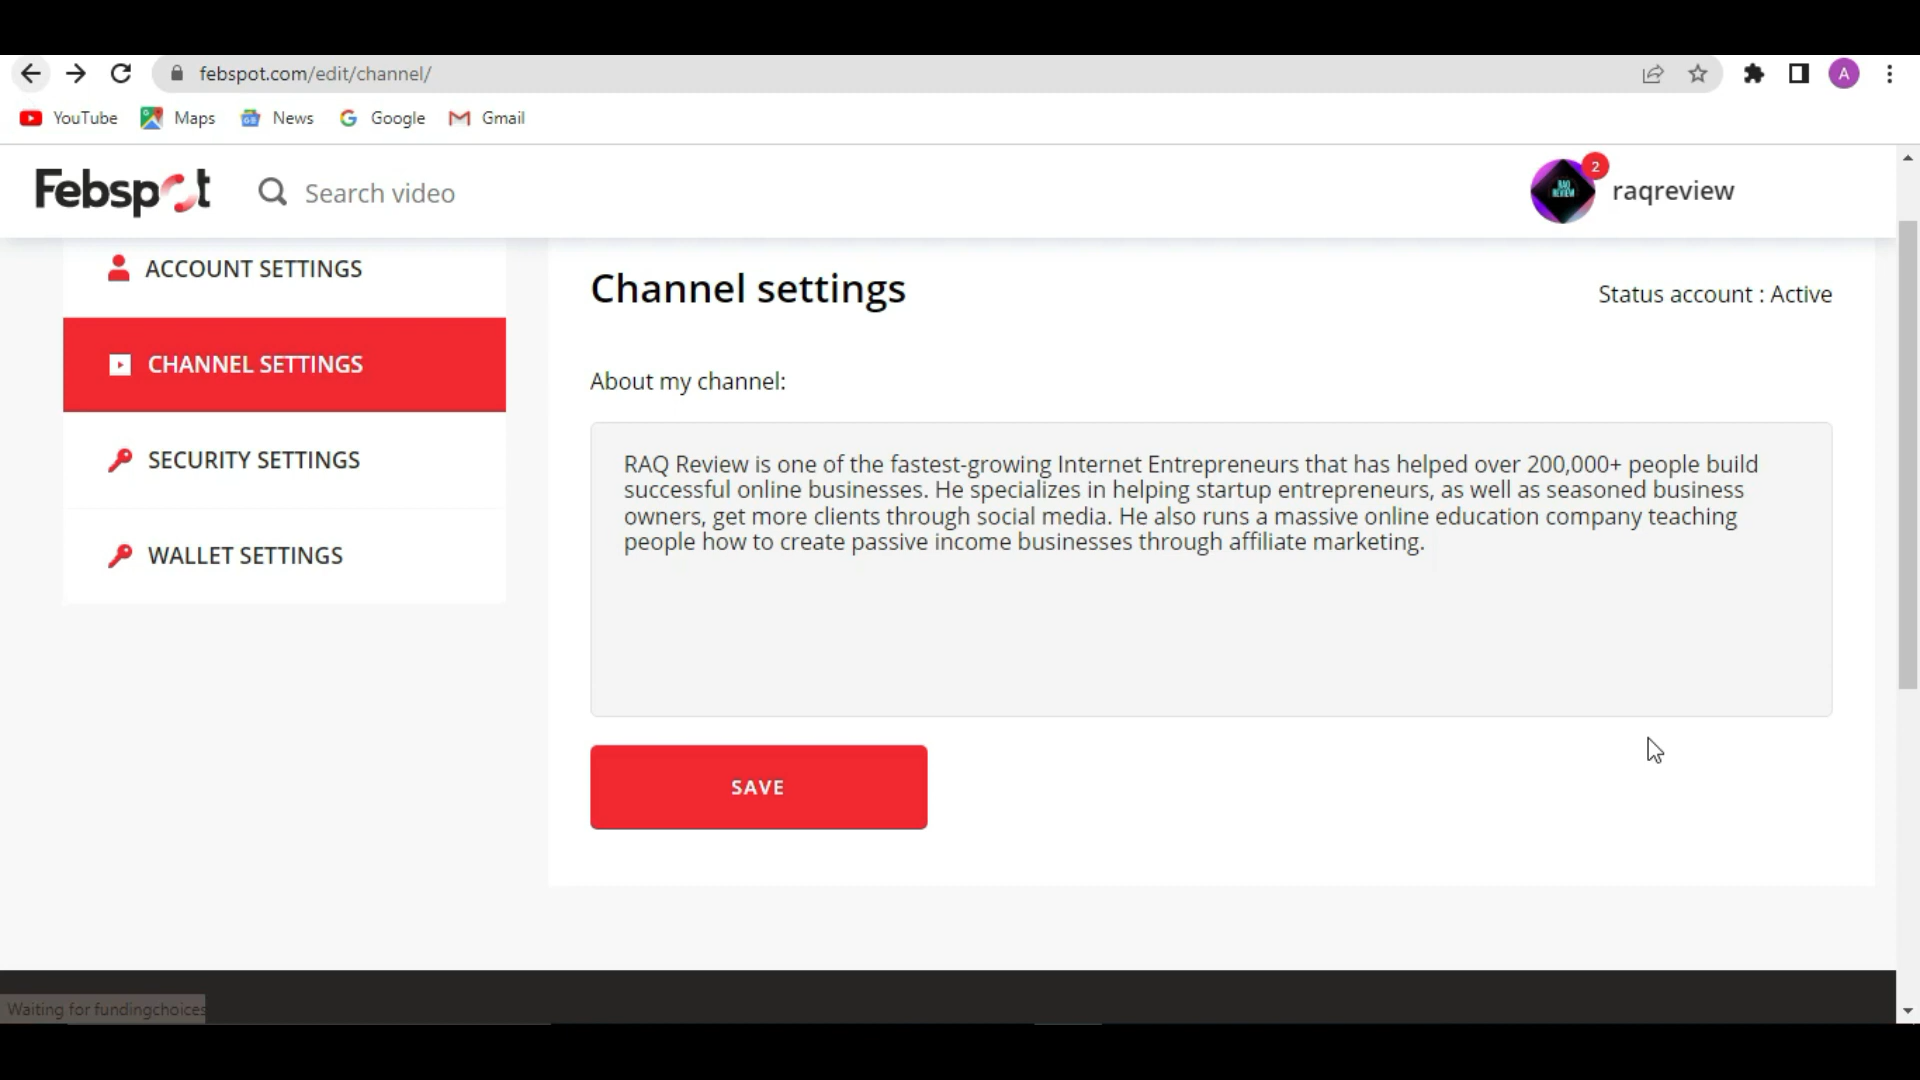 febspot.com/edit/channel/
A
YouTube Maps News Google Gmail
Febspot
Search video
RAQ REVIEW
2
raqreview
ACCOUNT SETTINGS
CHANNEL SETTINGS
SECURITY SETTINGS
WALLET SETTINGS
Channel settings
Status account : Active
About my channel:
RAQ Review is one of the fastest-growing Internet Entrepreneurs that has helped over 200,000+ people build
successful online businesses. He specializes in helping startup entrepreneurs, as well as seasoned business
owners, get more clients through social media. He also runs a massive online education company teaching
people how to create passive income businesses through affiliate marketing.
SAVE
Waiting for fundingchoices